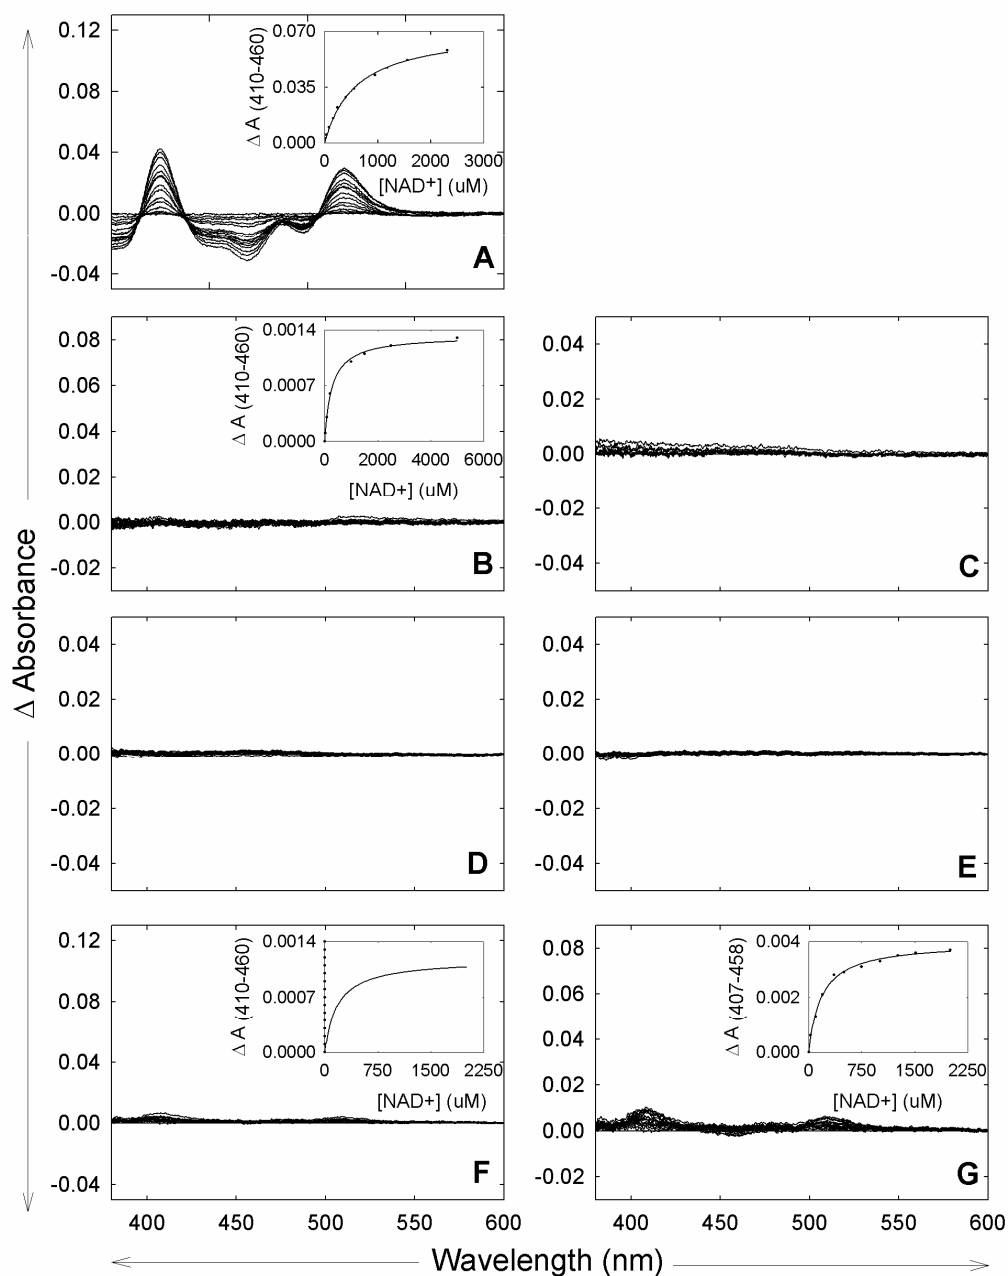 Δ Absorbance
0.12
0.08
0.04
0.00
-0.04
Δ A (410-460)
0.070
0.035
0.000
0 1000 2000 3000
[NAD+] (uM)
A
0.08
0.06
0.04
0.02
0.00
-0.02
Δ A (410-460)
0.0014
0.0007
0.0000
0 2000 4000 6000
[NAD+] (uM)
B
0.04
0.02
0.00
-0.02
-0.04
C
0.04
0.02
0.00
-0.02
-0.04
D
0.04
0.02
0.00
-0.02
-0.04
E
0.12
0.08
0.04
0.00
-0.04
Δ A (410-460)
0.0014
0.0007
0.0000
0 750 1500 2250
[NAD+] (uM)
F
400 450 500 550 600
0.08
0.06
0.04
0.02
0.00
-0.02
Δ A (407-458)
0.004
0.002
0.000
0 750 1500 2250
[NAD+] (uM)
G
400 450 500 550 600
Wavelength (nm)